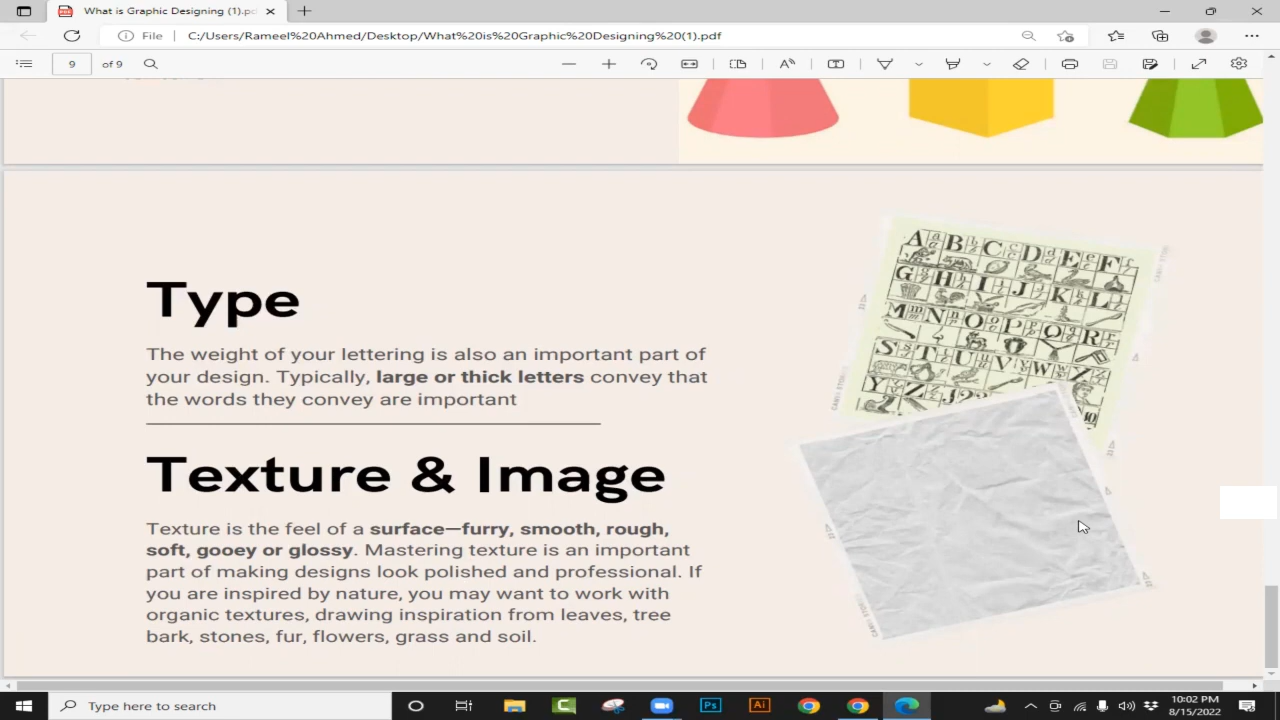 What is Graphic Designing (1).pd
File
C:/Users/Rameel%20Ahmed/Desktop/What%20is%20Graphic%20Designing%20(1).pdf
9 of 9
A B C D E F
G H I J K L
M N O P Q R
S T U V W X
Y Z
Type
The weight of your lettering is also an important part of
your design. Typically, large or thick letters convey that
the words they convey are important
Texture & Image
Texture is the feel of a surface—furry, smooth, rough,
soft, gooey or glossy. Mastering texture is an important
part of making designs look polished and professional. If
you are inspired by nature, you may want to work with
organic textures, drawing inspiration from leaves, tree
bark, stones, fur, flowers, grass and soil.
Type here to search
Ps
Ai
10:02 PM
8/15/2022